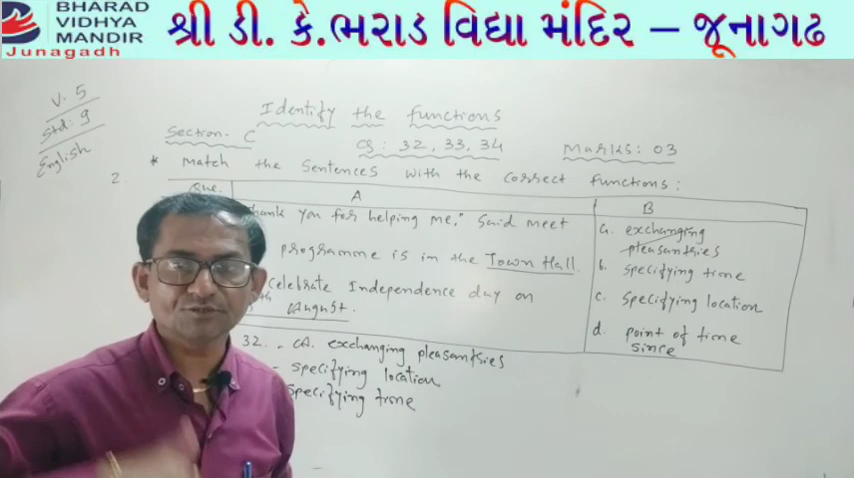 BHARAD
VIDHYA
MANDIR
Junagadh
શ્રી ડી. કે.ભરાડ વિદ્યા મંદિર – જૂનાગઢ
V. 5
Std: 9
English
Identify the functions
Section- C
Q: 32, 33, 34
Marks: 03
2. * Match the Sentences with the correct functions:
Que.
A
B
Thank you for helping me." Said meet
programme is in the Town Hall.
celebrate Independence day on
August.
a. exchanging
pleasantries
b. specifying time
c. specifying location
d. point of time
since
32. - A. exchanging pleasantries
- specifying location
specifying time